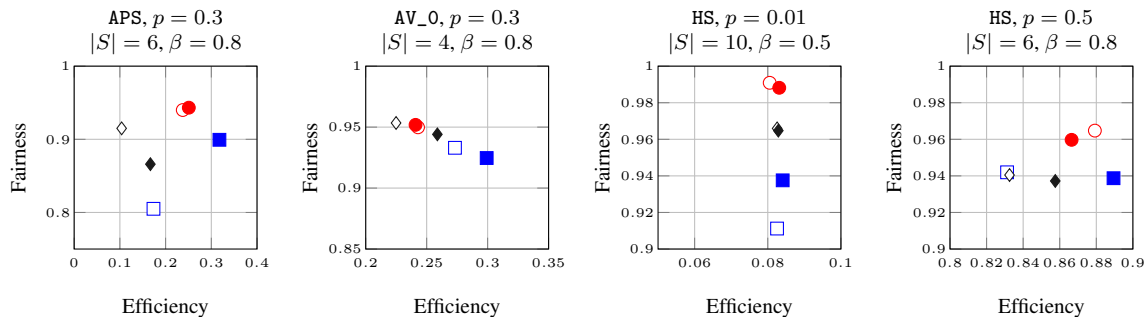 APS, p = 0.3
|S| = 6, β = 0.8
1
0.9
0.8
0 0.1 0.2 0.3 0.4
Fairness
Efficiency
AV_0, p = 0.3
|S| = 4, β = 0.8
1
0.95
0.9
0.85
0.2 0.25 0.3 0.35
Fairness
Efficiency
HS, p = 0.01
|S| = 10, β = 0.5
1
0.98
0.96
0.94
0.92
0.9
0.06 0.08 0.1
Fairness
Efficiency
HS, p = 0.5
|S| = 6, β = 0.8
1
0.98
0.96
0.94
0.92
0.9
0.8 0.82 0.84 0.86 0.88 0.9
Fairness
Efficiency